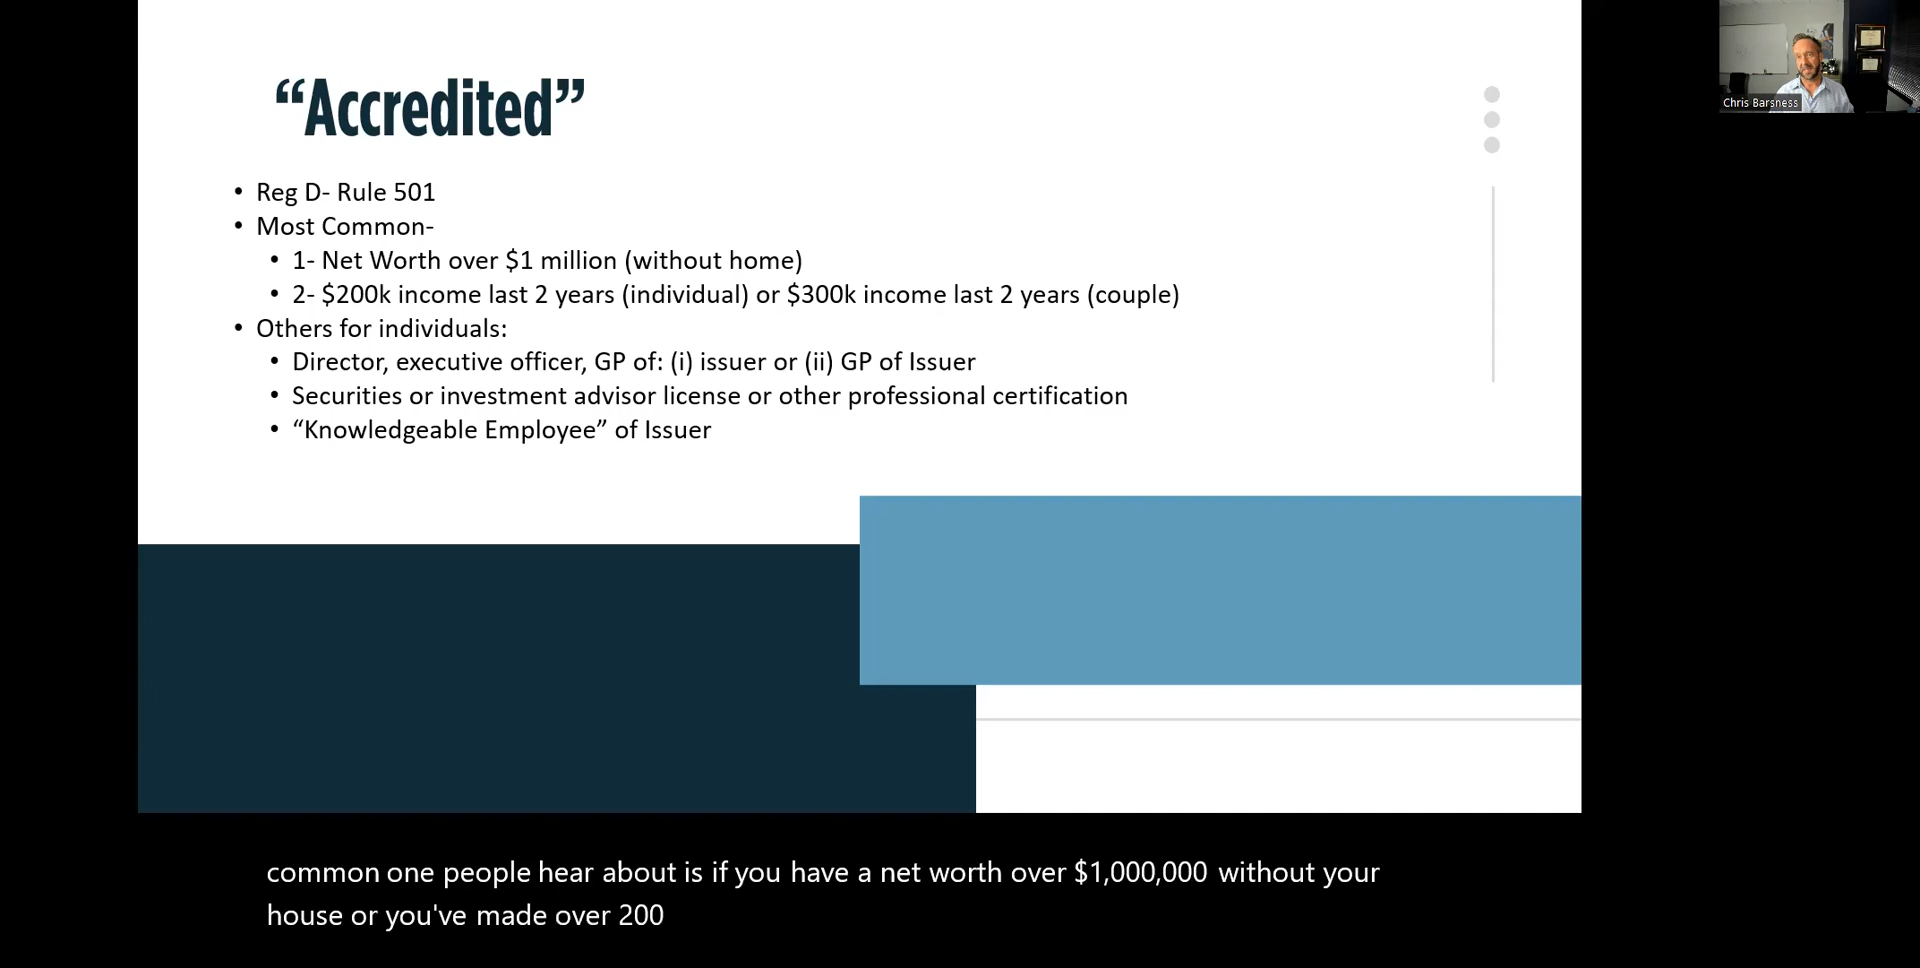 “Accredited”
• Reg D- Rule 501
• Most Common-
• 1- Net Worth over $1 million (without home)
• 2- $200k income last 2 years (individual) or $300k income last 2 years (couple)
• Others for individuals:
• Director, executive officer, GP of: (i) issuer or (ii) GP of Issuer
• Securities or investment advisor license or other professional certification
• “Knowledgeable Employee” of Issuer
Chris Barsness
common one people hear about is if you have a net worth over $1,000,000 without your
house or you've made over 200